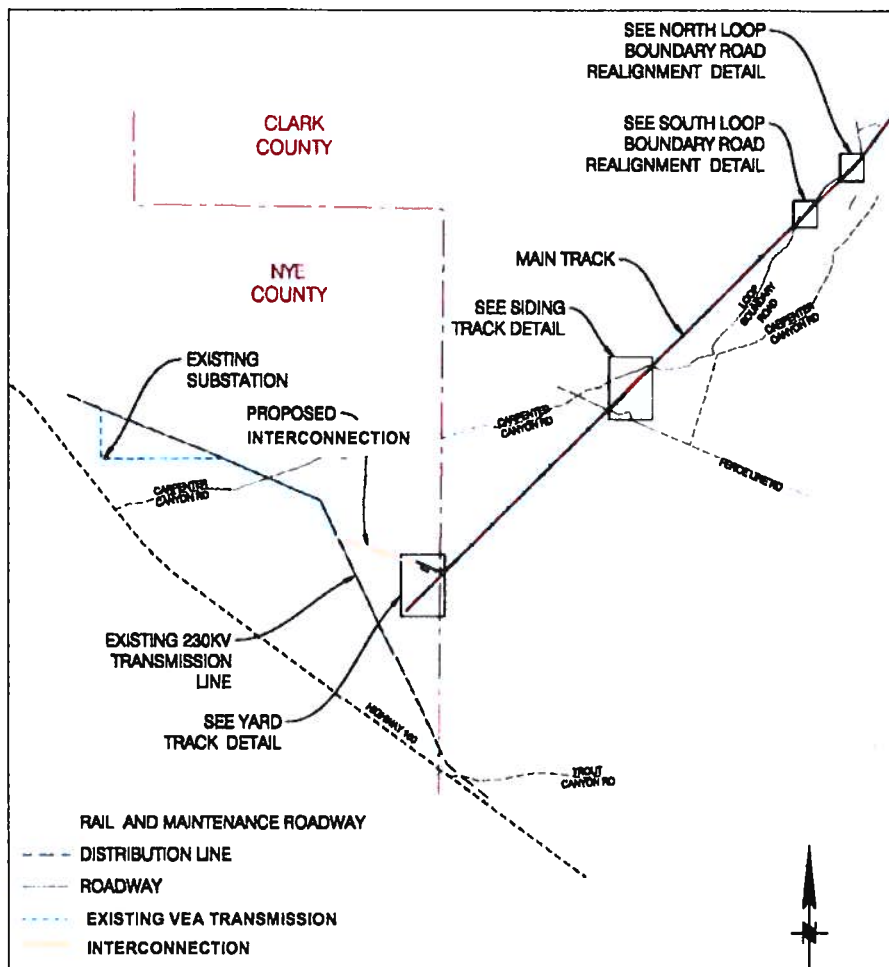 SEE NORTH LOOP
BOUNDARY ROAD
REALIGNMENT DETAIL
CLARK
COUNTY
SEE SOUTH LOOP
BOUNDARY ROAD
REALIGNMENT DETAIL
MAIN TRACK
NYE
COUNTY
SEE SIDING
TRACK DETAIL
LOOP
BOUNDARY
ROAD
CARPENTER
CANYON RD
EXISTING
SUBSTATION
PROPOSED
INTERCONNECTION
CARPENTER
CANYON RD
CARPENTER
CANYON RD
FENCE LINE RD
EXISTING 230KV
TRANSMISSION
LINE
SEE YARD
TRACK DETAIL
HIGHWAY 160
TROUT
CANYON RD
RAIL AND MAINTENANCE ROADWAY
DISTRIBUTION LINE
ROADWAY
EXISTING VEA TRANSMISSION
INTERCONNECTION